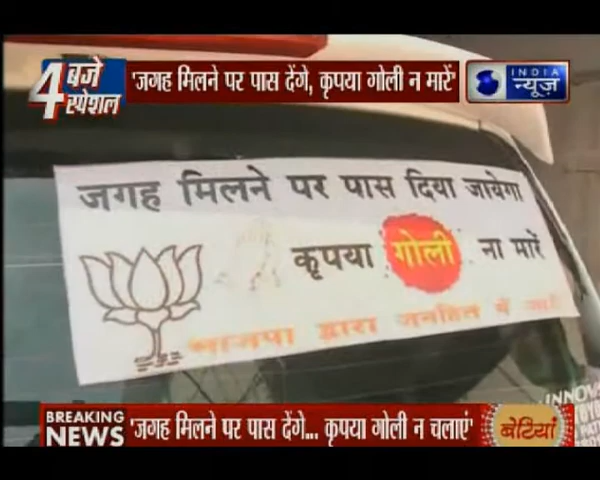 4 बजे स्पेशल
'जगह मिलने पर पास देंगे, कृपया गोली न मारें'
INDIA
न्यूज़
जगह मिलने पर पास दिया जावेगा
कृपया गोली ना मारें
भाजपा द्वारा जनहित में जारी
INNOVA
BREAKING
NEWS
'जगह मिलने पर पास देंगे... कृपया गोली न चलाएं'
बेटियां